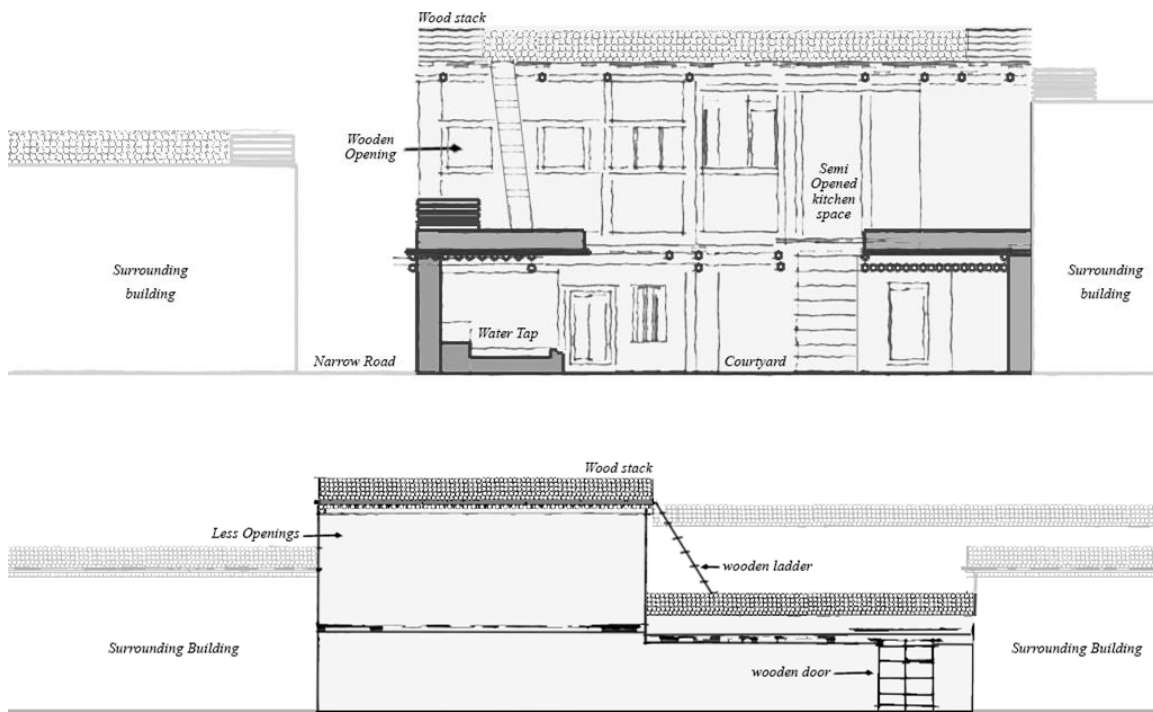 Wood stack
Wooden
Opening
Semi
Opened
kitchen
space
Surrounding
building
Surrounding
building
Water Tap
Narrow Road
Courtyard
Wood stack
Less Openings
wooden ladder
Surrounding Building
Surrounding Building
wooden door